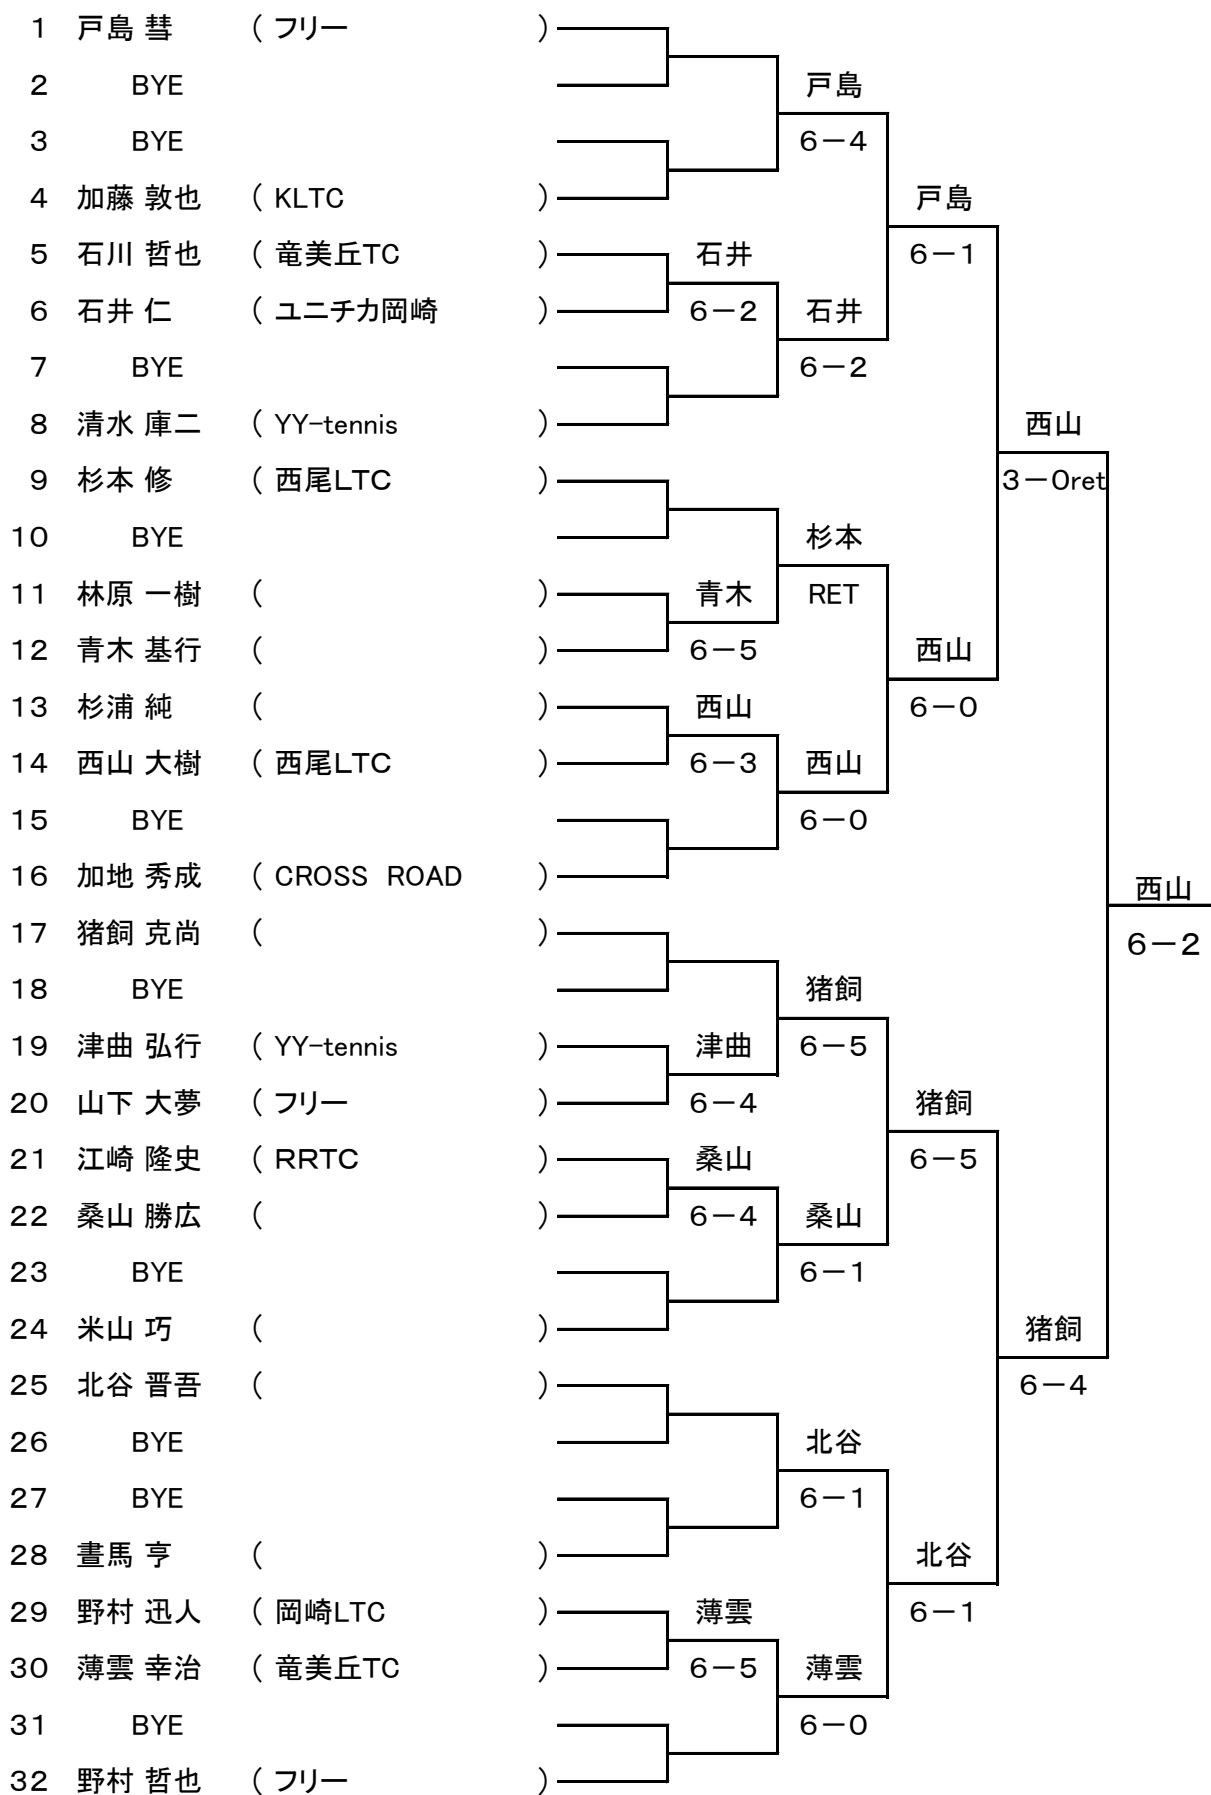 1 戸島 彗 ( フリー )
2 BYE 戸島
3 BYE 6－4
4 加藤 敦也 ( KLTC ) 戸島
5 石川 哲也 ( 竜美丘TC ) 石井 6－1
6 石井 仁 ( ユニチカ岡崎 ) 6－2 石井
7 BYE 6－2
8 清水 庫二 ( YY-tennis ) 西山
9 杉本 修 ( 西尾LTC ) 3－0ret
10 BYE 杉本
11 林原 一樹 ( ) 青木 RET
12 青木 基行 ( ) 6－5 西山
13 杉浦 純 ( ) 西山 6－0
14 西山 大樹 ( 西尾LTC ) 6－3 西山
15 BYE 6－0
16 加地 秀成 ( CROSS ROAD ) 西山
17 猪飼 克尚 ( ) 6－2
18 BYE 猪飼
19 津曲 弘行 ( YY-tennis ) 津曲 6－5
20 山下 大夢 ( フリー ) 6－4 猪飼
21 江崎 隆史 ( RRTC ) 桑山 6－5
22 桑山 勝広 ( ) 6－4 桑山
23 BYE 6－1
24 米山 巧 ( ) 猪飼
25 北谷 晋吾 ( ) 6－4
26 BYE 北谷
27 BYE 6－1
28 晝馬 亨 ( ) 北谷
29 野村 迅人 ( 岡崎LTC ) 薄雲 6－1
30 薄雲 幸治 ( 竜美丘TC ) 6－5 薄雲
31 BYE 6－0
32 野村 哲也 ( フリー )